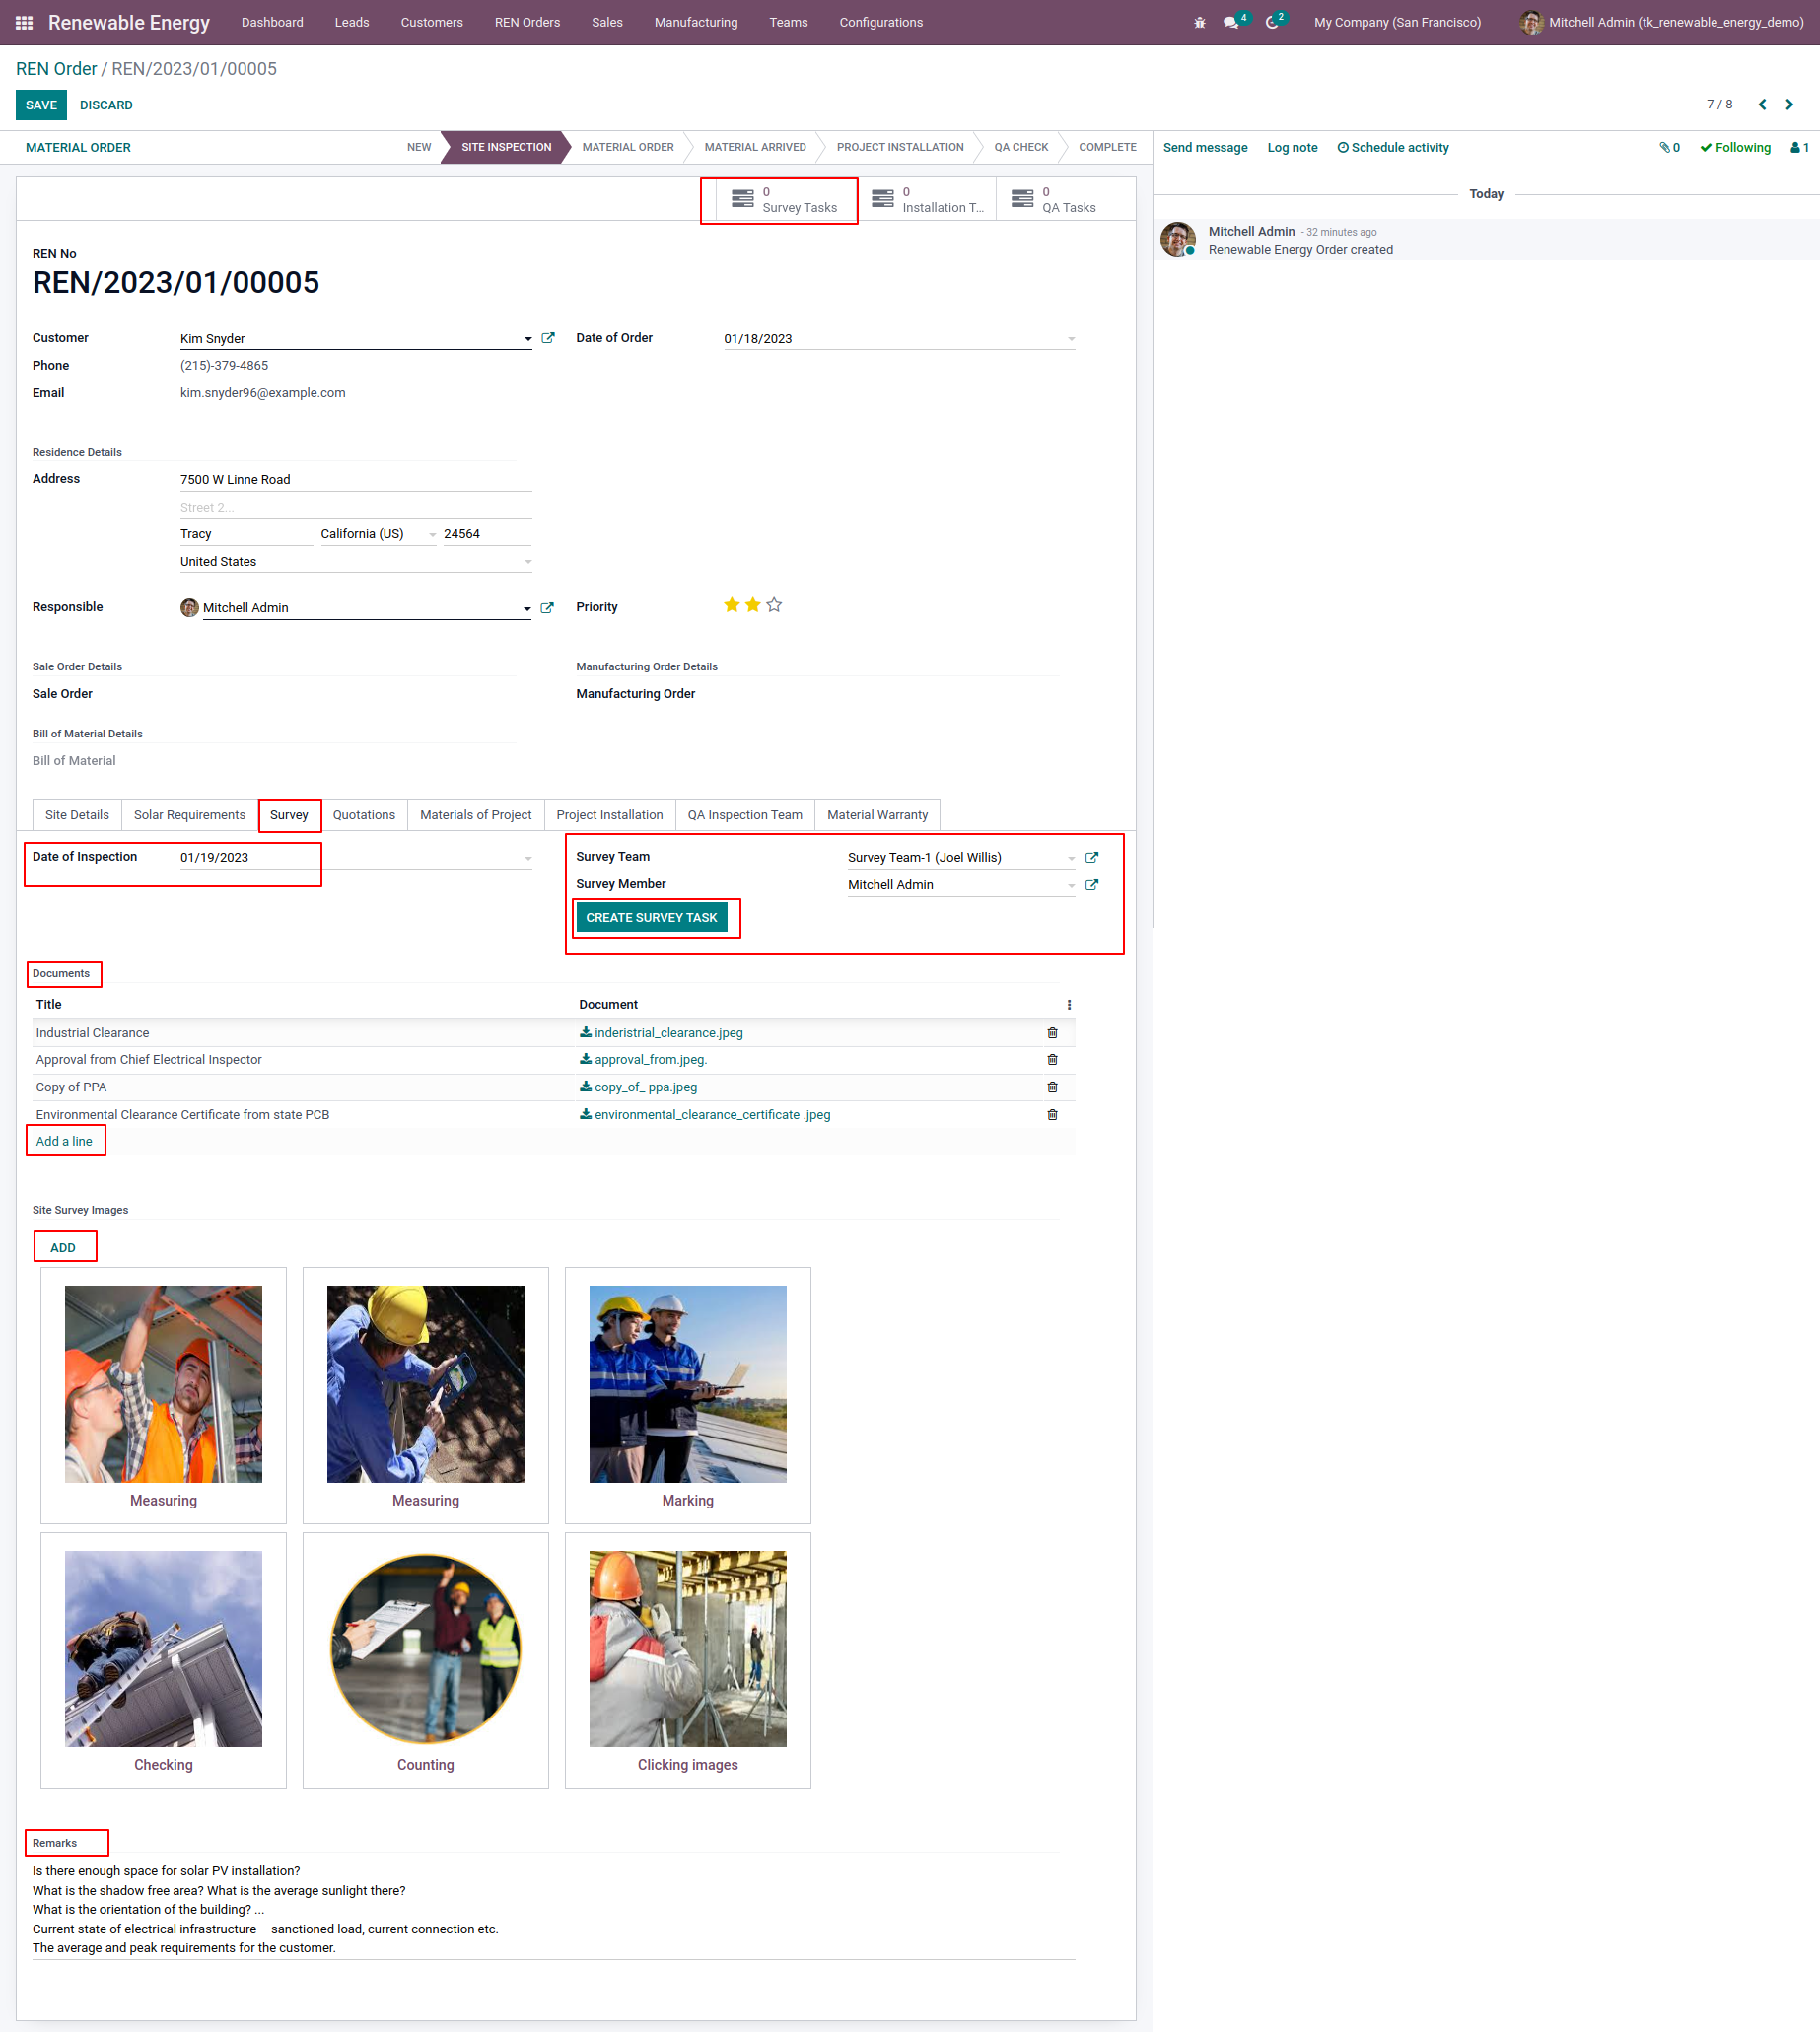 Renewable Energy Dashboard Leads Customers REN Orders Sales Manufacturing Teams Configurations 4 2 My Company (San Francisco) Mitchell Admin (tk_renewable_energy_demo)
REN Order / REN/2023/01/00005
SAVE DISCARD 7 / 8
MATERIAL ORDER NEW SITE INSPECTION MATERIAL ORDER MATERIAL ARRIVED PROJECT INSTALLATION QA CHECK COMPLETE
Send message Log note Schedule activity 0 Following 1
0 Survey Tasks
0 Installation T...
0 QA Tasks
Today
Mitchell Admin - 32 minutes ago
Renewable Energy Order created
REN No
REN/2023/01/00005
Customer Kim Snyder Date of Order 01/18/2023
Phone (215)-379-4865
Email kim.snyder96@example.com
Residence Details
Address 7500 W Linne Road
Street 2...
Tracy California (US) 24564
United States
Responsible Mitchell Admin Priority
Sale Order Details Manufacturing Order Details
Sale Order Manufacturing Order
Bill of Material Details
Bill of Material
Site Details Solar Requirements Survey Quotations Materials of Project Project Installation QA Inspection Team Material Warranty
Date of Inspection 01/19/2023 Survey Team Survey Team-1 (Joel Willis)
Survey Member Mitchell Admin
CREATE SURVEY TASK
Documents
Title Document
Industrial Clearance inderistrial_clearance.jpeg
Approval from Chief Electrical Inspector approval_from.jpeg.
Copy of PPA copy_of_ ppa.jpeg
Environmental Clearance Certificate from state PCB environmental_clearance_certificate .jpeg
Add a line
Site Survey Images
ADD
Measuring Measuring Marking
Checking Counting Clicking images
Remarks
Is there enough space for solar PV installation?
What is the shadow free area? What is the average sunlight there?
What is the orientation of the building? ...
Current state of electrical infrastructure – sanctioned load, current connection etc.
The average and peak requirements for the customer.